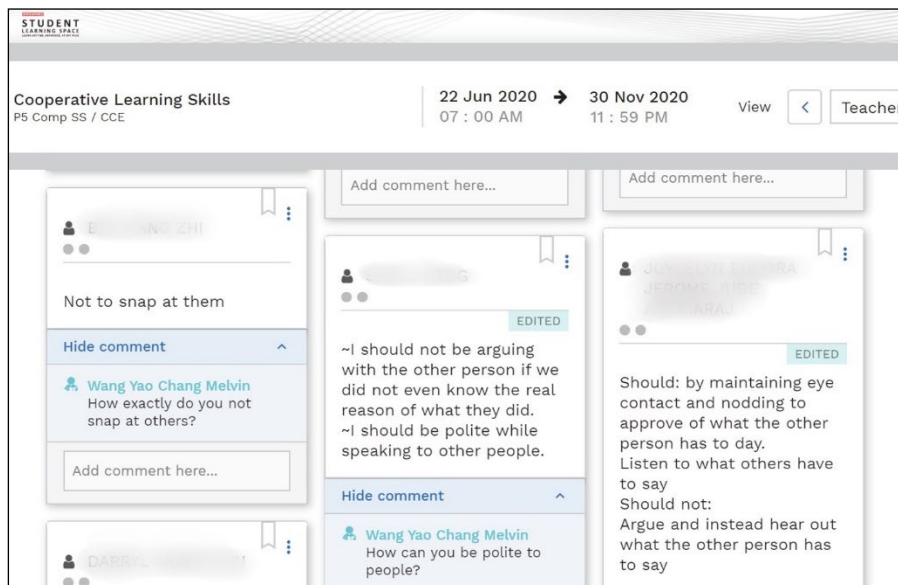 STUDENT
LEARNING SPACE
Cooperative Learning Skills
P5 Comp SS / CCE
22 Jun 2020 → 30 Nov 2020
07 : 00 AM 11 : 59 PM
View < Teacher
Not to snap at them
Hide comment
Wang Yao Chang Melvin
How exactly do you not
snap at others?
Add comment here...
DARRYL
Add comment here...
EDITED
~I should not be arguing
with the other person if we
did not even know the real
reason of what they did.
~I should be polite while
speaking to other people.
Hide comment
Wang Yao Chang Melvin
How can you be polite to
people?
Add comment here...
EDITED
Should: by maintaining eye
contact and nodding to
approve of what the other
person has to day.
Listen to what others have
to say
Should not:
Argue and instead hear out
what the other person has
to say